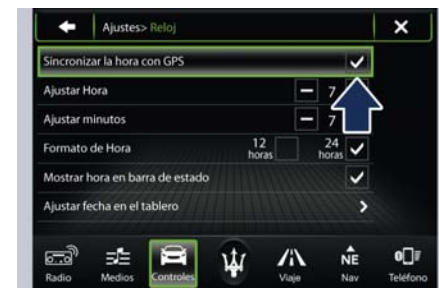 Ajustes> Reloj
Sincronizar la hora con GPS
Ajustar Hora
7
Ajustar minutos
7
Formato de Hora
12 horas
24 horas
Mostrar hora en barra de estado
Ajustar fecha en el tablero
Radio
Medios
Controles
Viaje
NE
Nav
Teléfono